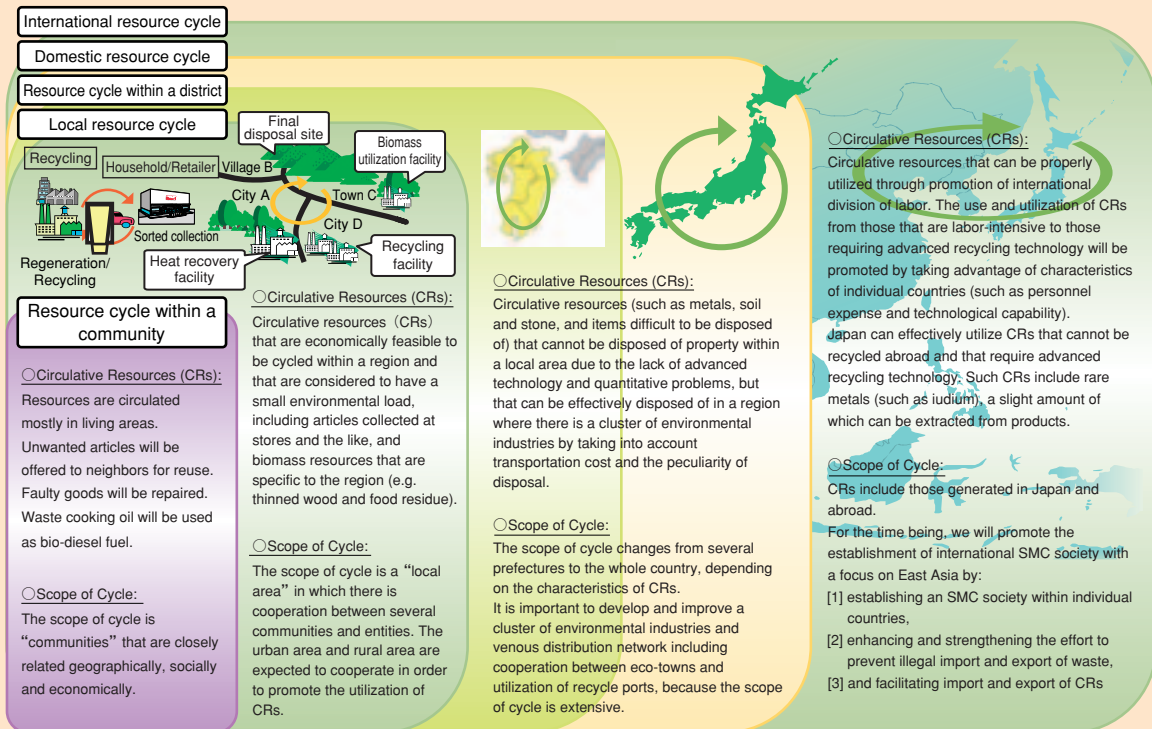 International resource cycle
Domestic resource cycle
Resource cycle within a district
Local resource cycle
Recycling
Household/Retailer
Sorted collection
Regeneration/
Recycling
Final
disposal site
Village B
Biomass
utilization facility
City A
Town C
City D
Heat recovery
facility
Recycling
facility
Resource cycle within a
community
○Circulative Resources (CRs):
Resources are circulated
mostly in living areas.
Unwanted articles will be
offered to neighbors for reuse.
Faulty goods will be repaired.
Waste cooking oil will be used
as bio-diesel fuel.
○Scope of Cycle:
The scope of cycle is
“communities” that are closely
related geographically, socially
and economically.
○Circulative Resources (CRs):
Circulative resources（CRs）
that are economically feasible to
be cycled within a region and
that are considered to have a
small environmental load,
including articles collected at
stores and the like, and
biomass resources that are
specific to the region (e.g.
thinned wood and food residue).
○Scope of Cycle:
The scope of cycle is a “local
area” in which there is
cooperation between several
communities and entities. The
urban area and rural area are
expected to cooperate in order
to promote the utilization of
CRs.
○Circulative Resources (CRs):
Circulative resources (such as metals, soil
and stone, and items difficult to be disposed
of) that cannot be disposed of property within
a local area due to the lack of advanced
technology and quantitative problems, but
that can be effectively disposed of in a region
where there is a cluster of environmental
industries by taking into account
transportation cost and the peculiarity of
disposal.
○Scope of Cycle:
The scope of cycle changes from several
prefectures to the whole country, depending
on the characteristics of CRs.
It is important to develop and improve a
cluster of environmental industries and
venous distribution network including
cooperation between eco-towns and
utilization of recycle ports, because the scope
of cycle is extensive.
○Circulative Resources (CRs):
Circulative resources that can be properly
utilized through promotion of international
division of labor. The use and utilization of CRs
from those that are labor-intensive to those
requiring advanced recycling technology will be
promoted by taking advantage of characteristics
of individual countries (such as personnel
expense and technological capability).
Japan can effectively utilize CRs that cannot be
recycled abroad and that require advanced
recycling technology. Such CRs include rare
metals (such as iudium), a slight amount of
which can be extracted from products.
○Scope of Cycle:
CRs include those generated in Japan and
abroad.
For the time being, we will promote the
establishment of international SMC society with
a focus on East Asia by:
[1] establishing an SMC society within individual
countries,
[2] enhancing and strengthening the effort to
prevent illegal import and export of waste,
[3] and facilitating import and export of CRs